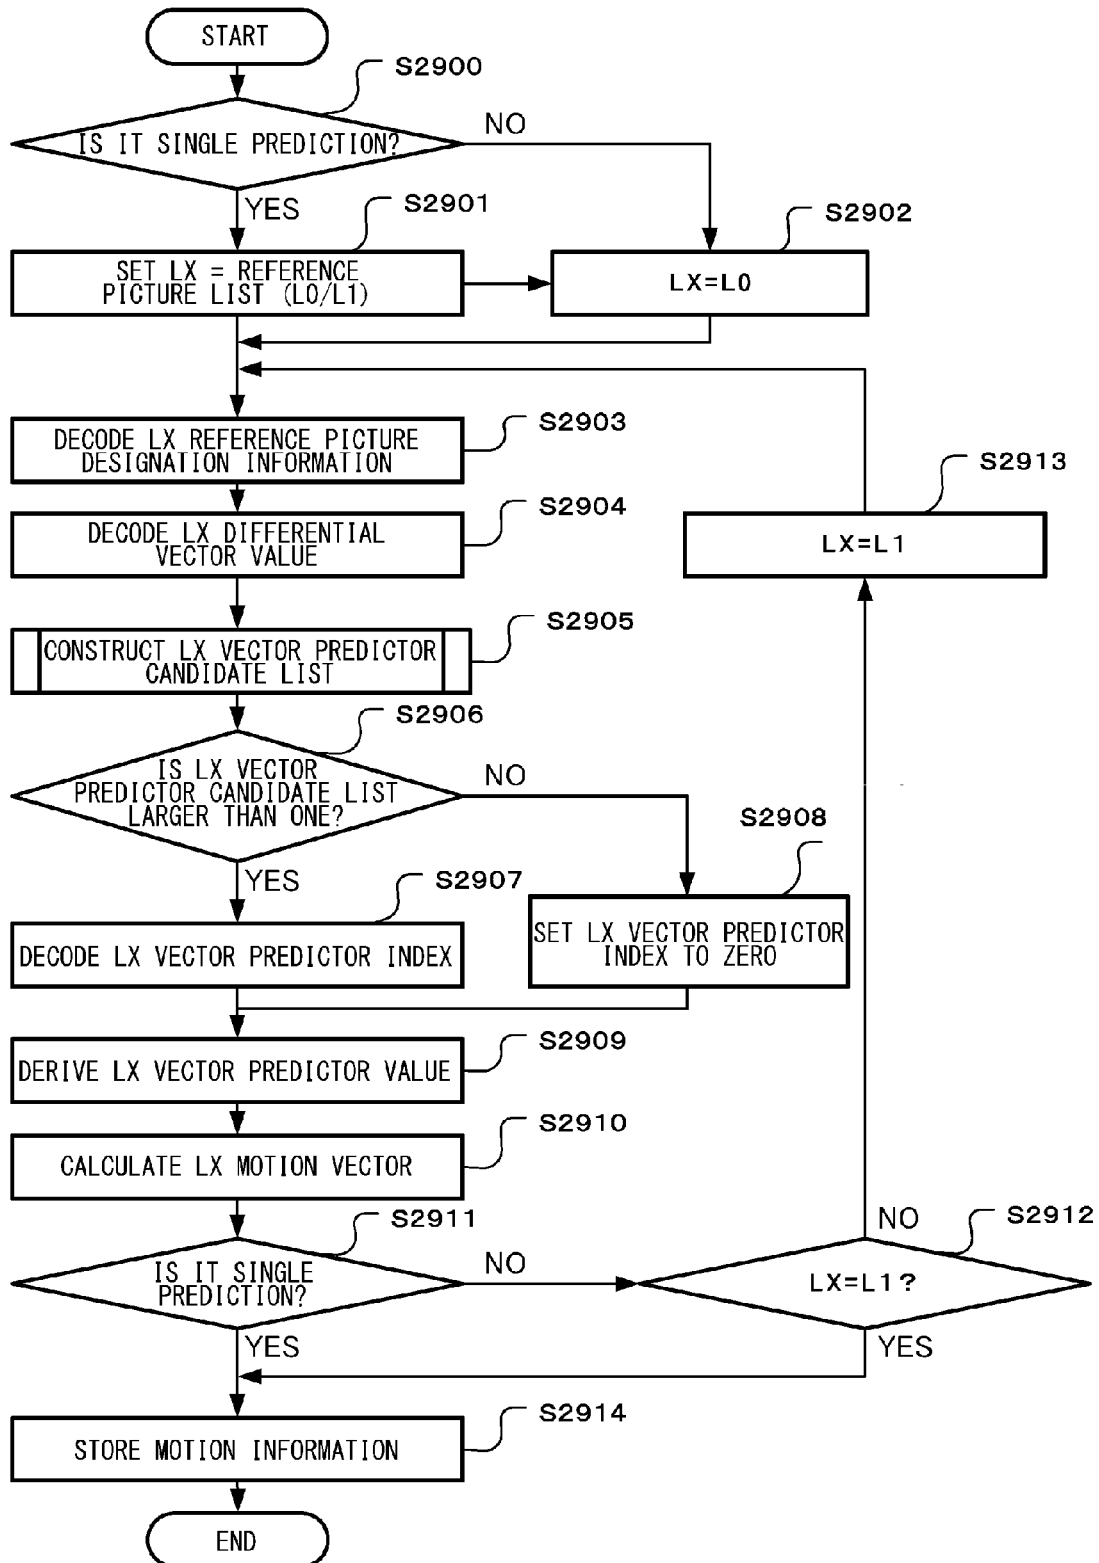 START
S2900
IS IT SINGLE PREDICTION?
NO
YES
S2901
S2902
SET LX = REFERENCE
PICTURE LIST (L0/L1)
LX=L0
S2903
DECODE LX REFERENCE PICTURE
DESIGNATION INFORMATION
S2913
S2904
DECODE LX DIFFERENTIAL
VECTOR VALUE
LX=L1
S2905
CONSTRUCT LX VECTOR PREDICTOR
CANDIDATE LIST
S2906
IS LX VECTOR
PREDICTOR CANDIDATE LIST
LARGER THAN ONE?
NO
S2908
YES
S2907
DECODE LX VECTOR PREDICTOR INDEX
SET LX VECTOR PREDICTOR
INDEX TO ZERO
S2909
DERIVE LX VECTOR PREDICTOR VALUE
S2910
CALCULATE LX MOTION VECTOR
S2911
NO
S2912
IS IT SINGLE
PREDICTION?
NO
LX=L1?
YES
YES
S2914
STORE MOTION INFORMATION
END